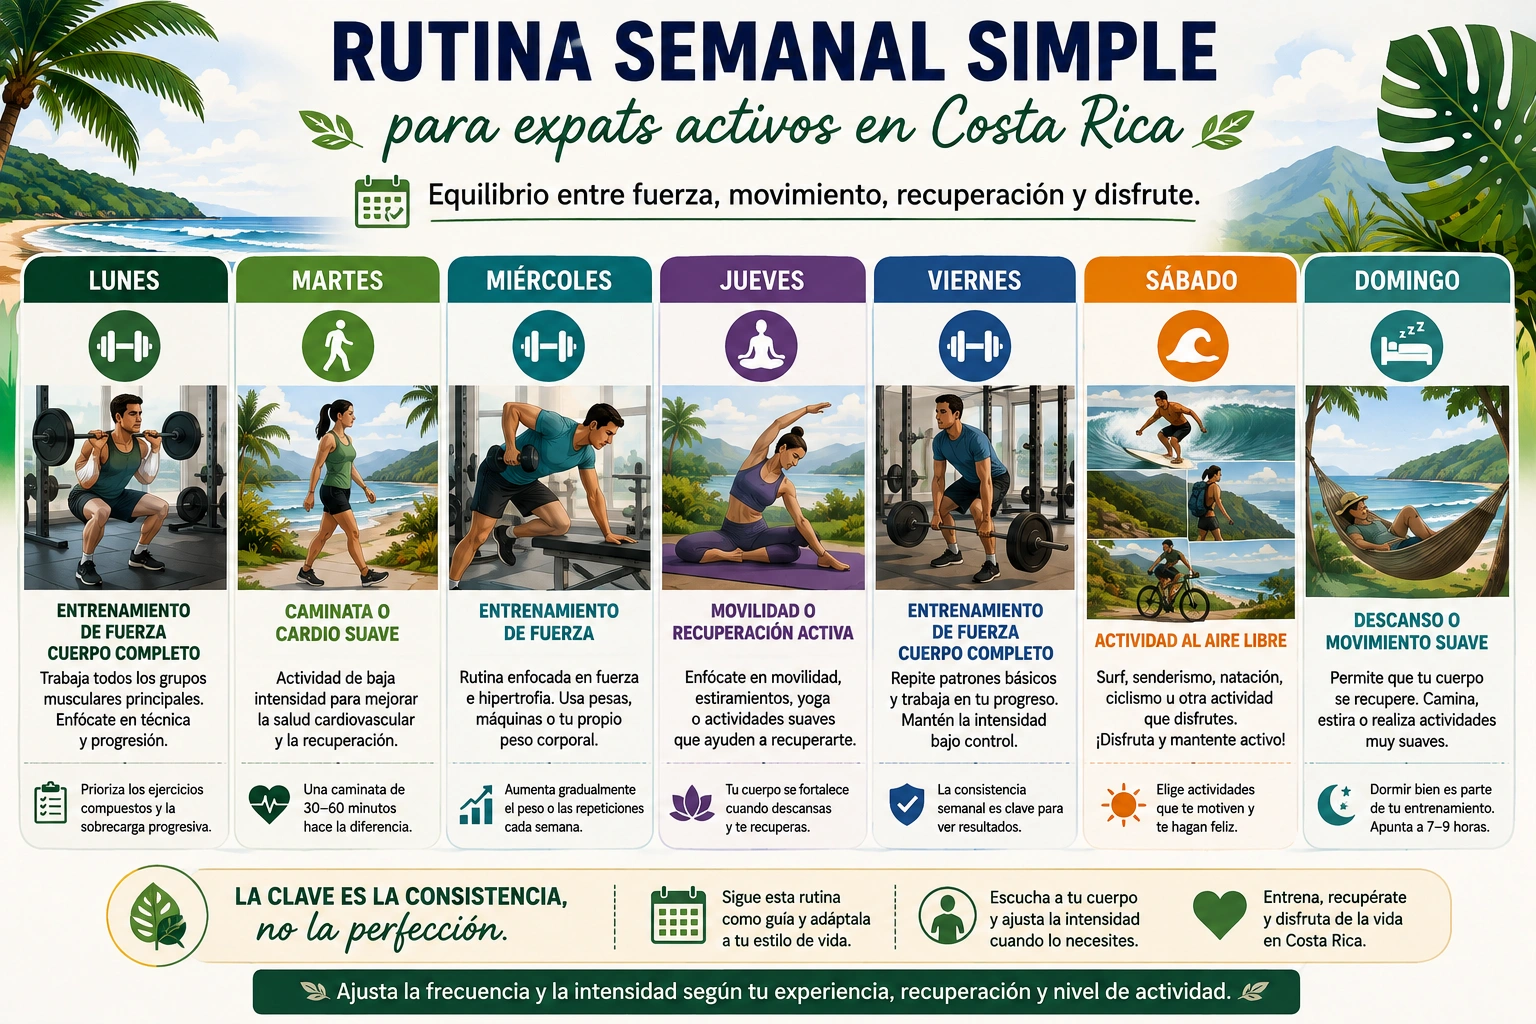 RUTINA SEMANAL SIMPLE
para expats activos en Costa Rica
Equilibrio entre fuerza, movimiento, recuperación y disfrute.
LUNES
ENTRENAMIENTO
DE FUERZA
CUERPO COMPLETO
Trabaja todos los grupos
musculares principales.
Enfócate en técnica
y progresión.
Prioriza los ejercicios
compuestos y la
sobrecarga progresiva.
MARTES
CAMINATA O
CARDIO SUAVE
Actividad de baja
intensidad para mejorar
la salud cardiovascular
y la recuperación.
Una caminata de
30–60 minutos
hace la diferencia.
MIÉRCOLES
ENTRENAMIENTO
DE FUERZA
Rutina enfocada en fuerza
e hipertrofia. Usa pesas,
máquinas o tu propio
peso corporal.
Aumenta gradualmente
el peso o las repeticiones
cada semana.
JUEVES
MOVILIDAD O
RECUPERACIÓN ACTIVA
Enfócate en movilidad,
estiramientos, yoga
o actividades suaves
que ayuden a recuperarte.
Tu cuerpo se fortalece
cuando descansas
y te recuperas.
VIERNES
ENTRENAMIENTO
DE FUERZA
CUERPO COMPLETO
Repite patrones básicos
y trabaja en tu progreso.
Mantén la intensidad
bajo control.
La consistencia
semanal es clave para
ver resultados.
SÁBADO
ACTIVIDAD AL AIRE LIBRE
Surf, senderismo, natación,
ciclismo u otra actividad
que disfrutes.
¡Disfruta y mantente activo!
Elige actividades
que te motiven y
te hagan feliz.
DOMINGO
z z Z Z
DESCANSO O
MOVIMIENTO SUAVE
Permite que tu cuerpo
se recupere. Camina,
estira o realiza actividades
muy suaves.
Dormir bien es parte
de tu entrenamiento.
Apunta a 7–9 horas.
LA CLAVE ES LA CONSISTENCIA,
no la perfección.
Sigue esta rutina
como guía y adáptala
a tu estilo de vida.
Escucha a tu cuerpo
y ajusta la intensidad
cuando lo necesites.
Entrena, recupérate
y disfruta de la vida
en Costa Rica.
Ajusta la frecuencia y la intensidad según tu experiencia, recuperación y nivel de actividad.